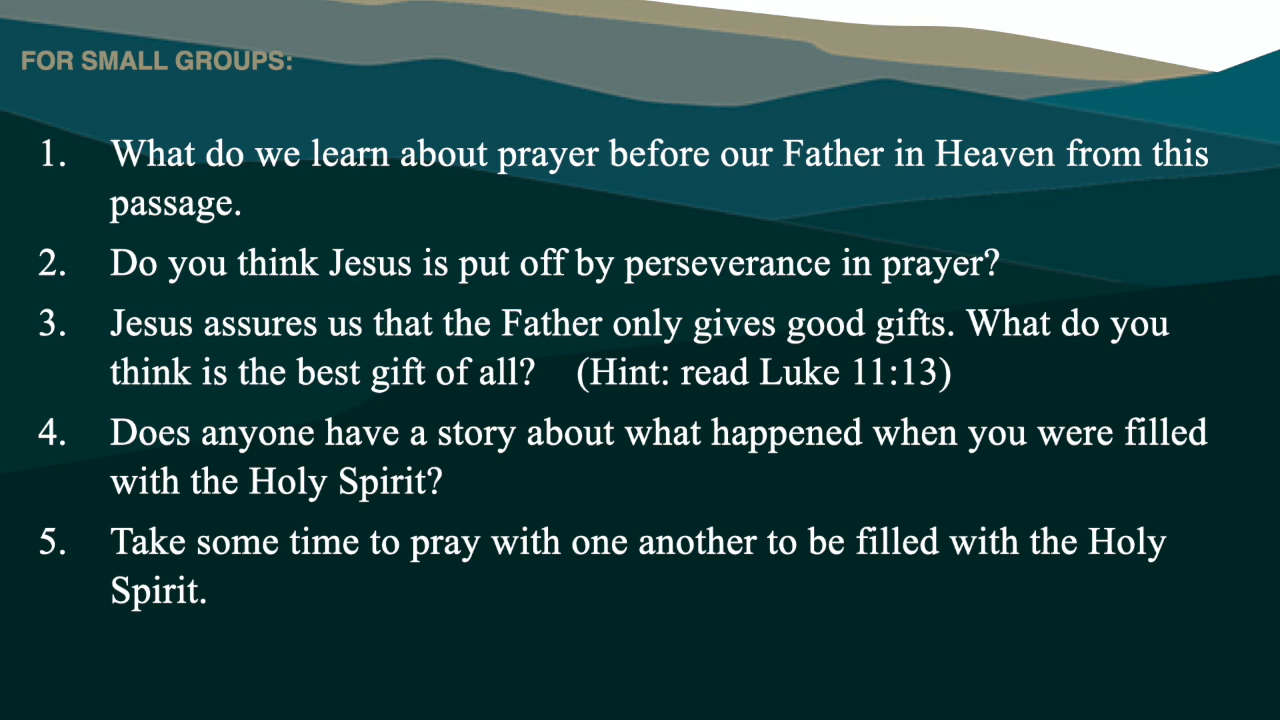 FOR SMALL GROUPS:
1. What do we learn about prayer before our Father in Heaven from this
passage.
2. Do you think Jesus is put off by perseverance in prayer?
3. Jesus assures us that the Father only gives good gifts. What do you
think is the best gift of all? (Hint: read Luke 11:13)
4. Does anyone have a story about what happened when you were filled
with the Holy Spirit?
5. Take some time to pray with one another to be filled with the Holy
Spirit.